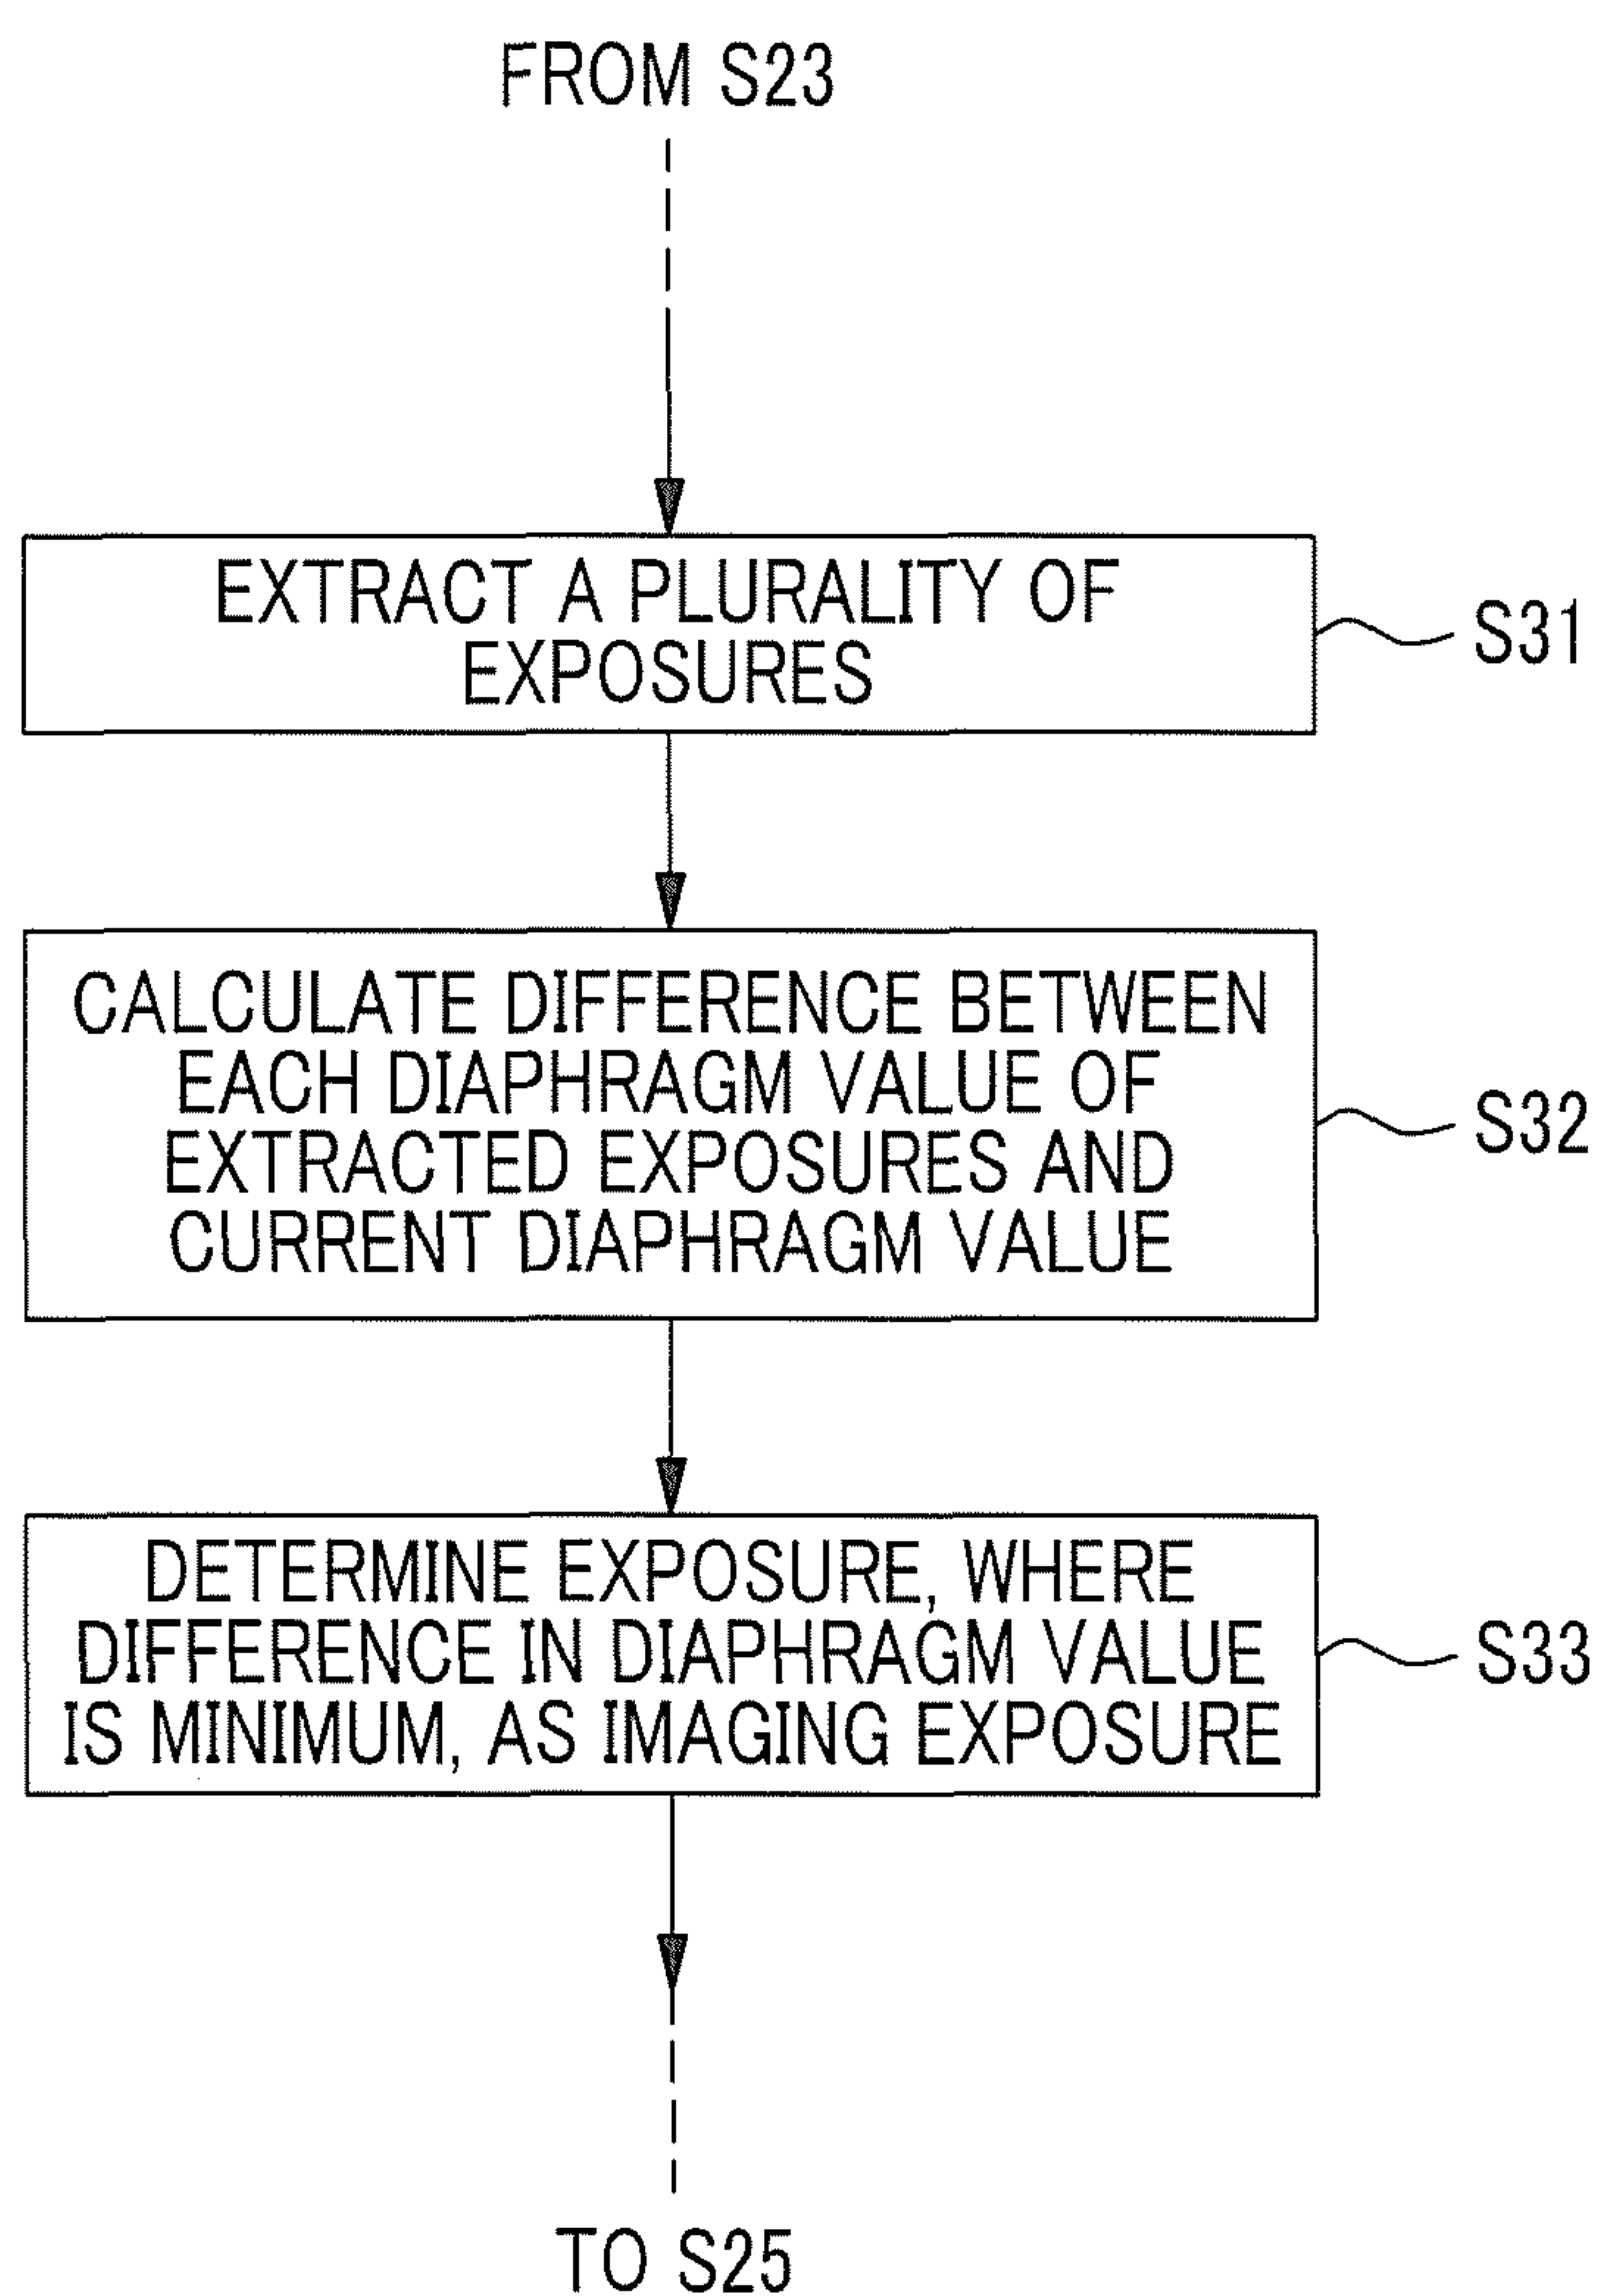 FROM S23
EXTRACT A PLURALITY OF
EXPOSURES
S31
CALCULATE DIFFERENCE BETWEEN
EACH DIAPHRAGM VALUE OF
EXTRACTED EXPOSURES AND
CURRENT DIAPHRAGM VALUE
S32
DETERMINE EXPOSURE, WHERE
DIFFERENCE IN DIAPHRAGM VALUE
IS MINIMUM, AS IMAGING EXPOSURE
S33
TO S25